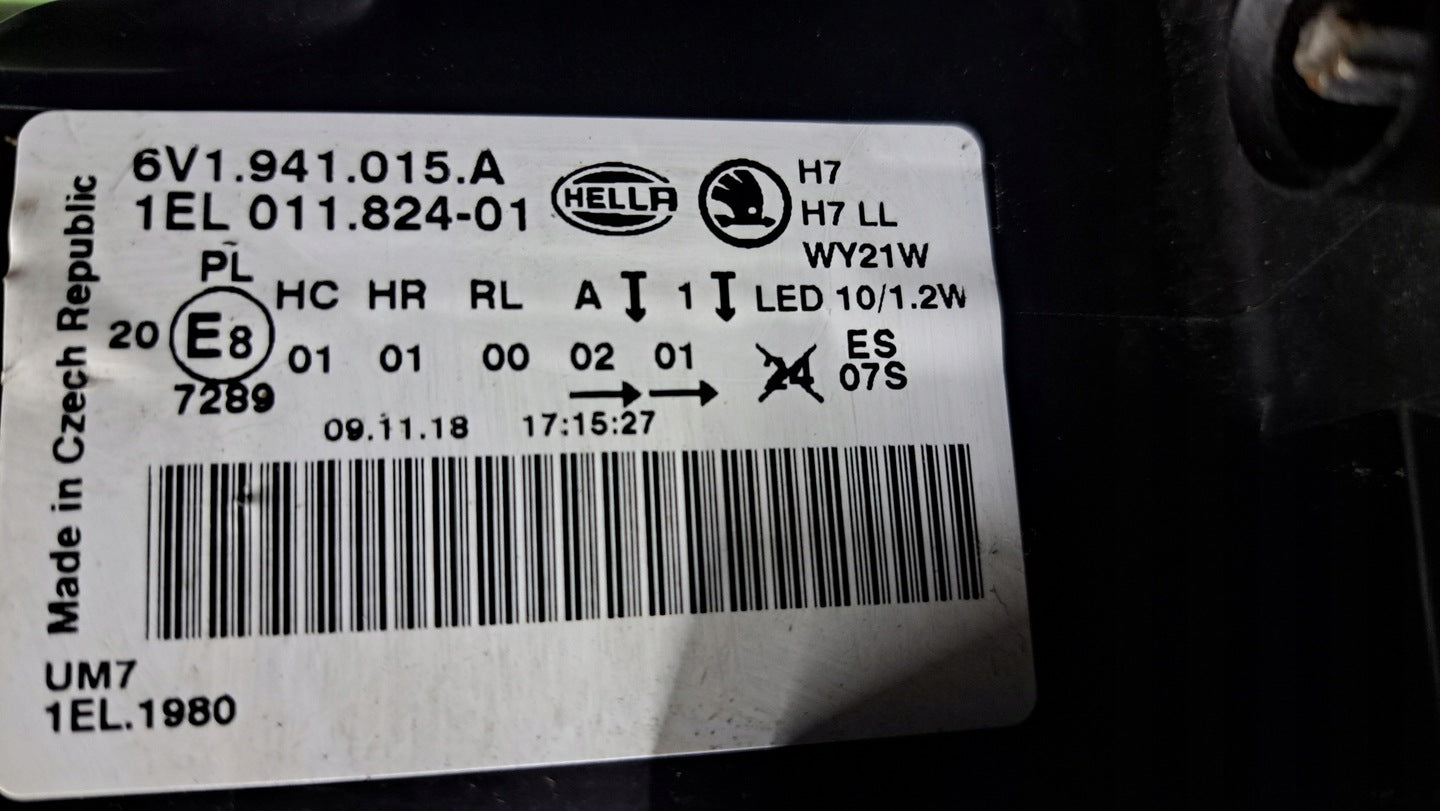 6V1.941.015.A
1EL 011.824-01
HELLA
H7
H7 LL
WY21W
LED 10/1.2W
PL
HC HR RL A 1
20 E8 01 01 00 02 01
7289
24
ES
07S
09.11.18 17:15:27
Made in Czech Republic
UM7
1EL.1980